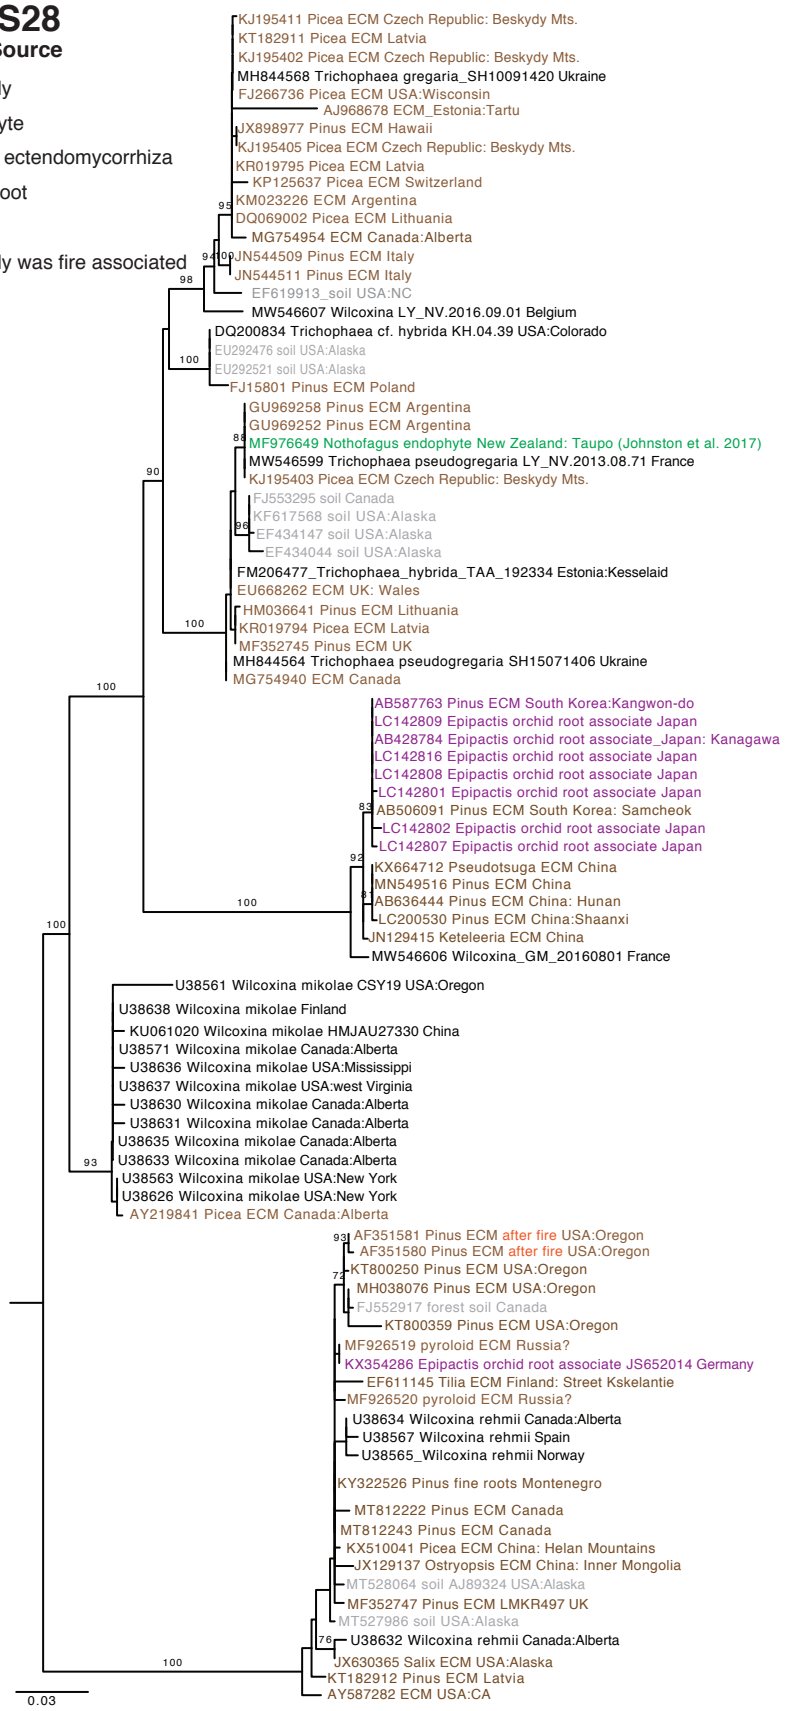 S28
Source
ly
yte
ectendomycorrhiza
oot
ly was fire associated
KJ195411 Picea ECM Czech Republic: Beskydy Mts.
KT182911 Picea ECM Latvia
KJ195402 Picea ECM Czech Republic: Beskydy Mts.
MH844568 Trichophaea gregaria_SH10091420 Ukraine
FJ266736 Picea ECM USA:Wisconsin
AJ968678 ECM_Estonia:Tartu
JX898977 Pinus ECM Hawaii
KJ195405 Picea ECM Czech Republic: Beskydy Mts.
KR019795 Picea ECM Latvia
KP125637 Picea ECM Switzerland
KM023226 ECM Argentina
95
DQ069002 Picea ECM Lithuania
MG754954 ECM Canada:Alberta
94
100
JN544509 Pinus ECM Italy
JN544511 Pinus ECM Italy
98
EF619913_soil USA:NC
MW546607 Wilcoxina LY_NV.2016.09.01 Belgium
DQ200834 Trichophaea cf. hybrida KH.04.39 USA:Colorado
EU292476 soil USA:Alaska
100
EU292521 soil USA:Alaska
FJ15801 Pinus ECM Poland
GU969258 Pinus ECM Argentina
GU969252 Pinus ECM Argentina
88
MF976649 Nothofagus endophyte New Zealand: Taupo (Johnston et al. 2017)
MW546599 Trichophaea pseudogregaria LY_NV.2013.08.71 France
90
KJ195403 Picea ECM Czech Republic: Beskydy Mts.
FJ553295 soil Canada
KF617568 soil USA:Alaska
96
EF434147 soil USA:Alaska
EF434044 soil USA:Alaska
FM206477_Trichophaea_hybrida_TAA_192334 Estonia:Kesselaid
EU668262 ECM UK: Wales
HM036641 Pinus ECM Lithuania
100
KR019794 Picea ECM Latvia
MF352745 Pinus ECM UK
MH844564 Trichophaea pseudogregaria SH15071406 Ukraine
MG754940 ECM Canada
100
AB587763 Pinus ECM South Korea:Kangwon-do
LC142809 Epipactis orchid root associate Japan
AB428784 Epipactis orchid root associate_Japan: Kanagawa
LC142816 Epipactis orchid root associate Japan
LC142808 Epipactis orchid root associate Japan
LC142801 Epipactis orchid root associate Japan
83
AB506091 Pinus ECM South Korea: Samcheok
LC142802 Epipactis orchid root associate Japan
LC142807 Epipactis orchid root associate Japan
92
KX664712 Pseudotsuga ECM China
MN549516 Pinus ECM China
100
AB636444 Pinus ECM China: Hunan
LC200530 Pinus ECM China:Shaanxi
100
JN129415 Keteleeria ECM China
MW546606 Wilcoxina_GM_20160801 France
U38561 Wilcoxina mikolae CSY19 USA:Oregon
U38638 Wilcoxina mikolae Finland
KU061020 Wilcoxina mikolae HMJAU27330 China
U38571 Wilcoxina mikolae Canada:Alberta
U38636 Wilcoxina mikolae USA:Mississippi
U38637 Wilcoxina mikolae USA:west Virginia
U38630 Wilcoxina mikolae Canada:Alberta
U38631 Wilcoxina mikolae Canada:Alberta
U38635 Wilcoxina mikolae Canada:Alberta
93
U38633 Wilcoxina mikolae Canada:Alberta
U38563 Wilcoxina mikolae USA:New York
U38626 Wilcoxina mikolae USA:New York
AY219841 Picea ECM Canada:Alberta
93
AF351581 Pinus ECM after fire USA:Oregon
AF351580 Pinus ECM after fire USA:Oregon
72
KT800250 Pinus ECM USA:Oregon
MH038076 Pinus ECM USA:Oregon
FJ552917 forest soil Canada
KT800359 Pinus ECM USA:Oregon
MF926519 pyroloid ECM Russia?
KX354286 Epipactis orchid root associate JS652014 Germany
EF611145 Tilia ECM Finland: Street Kskelantie
MF926520 pyroloid ECM Russia?
U38634 Wilcoxina rehmii Canada:Alberta
U38567 Wilcoxina rehmii Spain
U38565_Wilcoxina rehmii Norway
KY322526 Pinus fine roots Montenegro
MT812222 Pinus ECM Canada
MT812243 Pinus ECM Canada
KX510041 Picea ECM China: Helan Mountains
JX129137 Ostryopsis ECM China: Inner Mongolia
MT528064 soil AJ89324 USA:Alaska
MF352747 Pinus ECM LMKR497 UK
MT527986 soil USA:Alaska
76
U38632 Wilcoxina rehmii Canada:Alberta
100
JX630365 Salix ECM USA:Alaska
KT182912 Pinus ECM Latvia
AY587282 ECM USA:CA
0.03